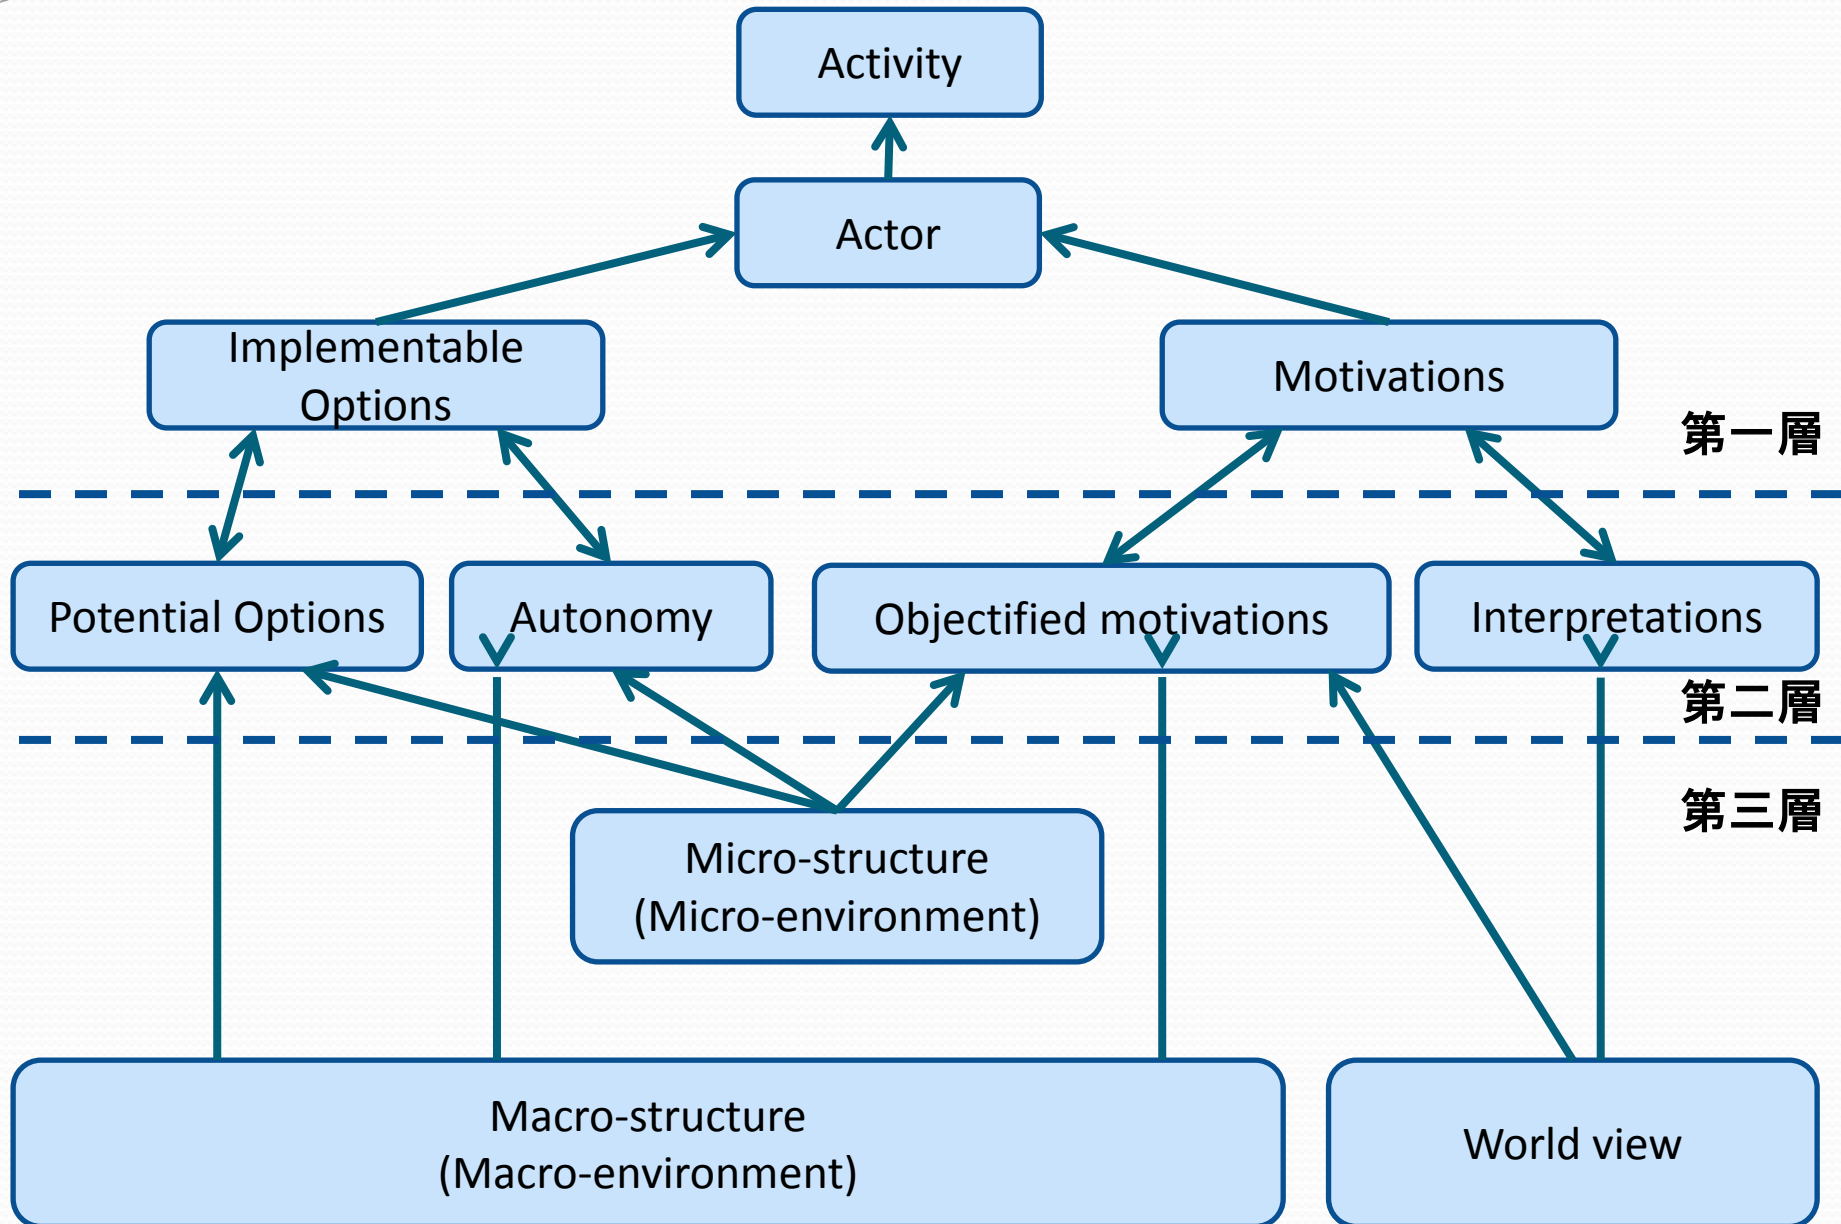 Activity
Actor
Implementable
Options
Motivations
第一層
Potential Options
Autonomy
Objectified motivations
Interpretations
第二層
第三層
Micro-structure
(Micro-environment)
Macro-structure
(Macro-environment)
World view